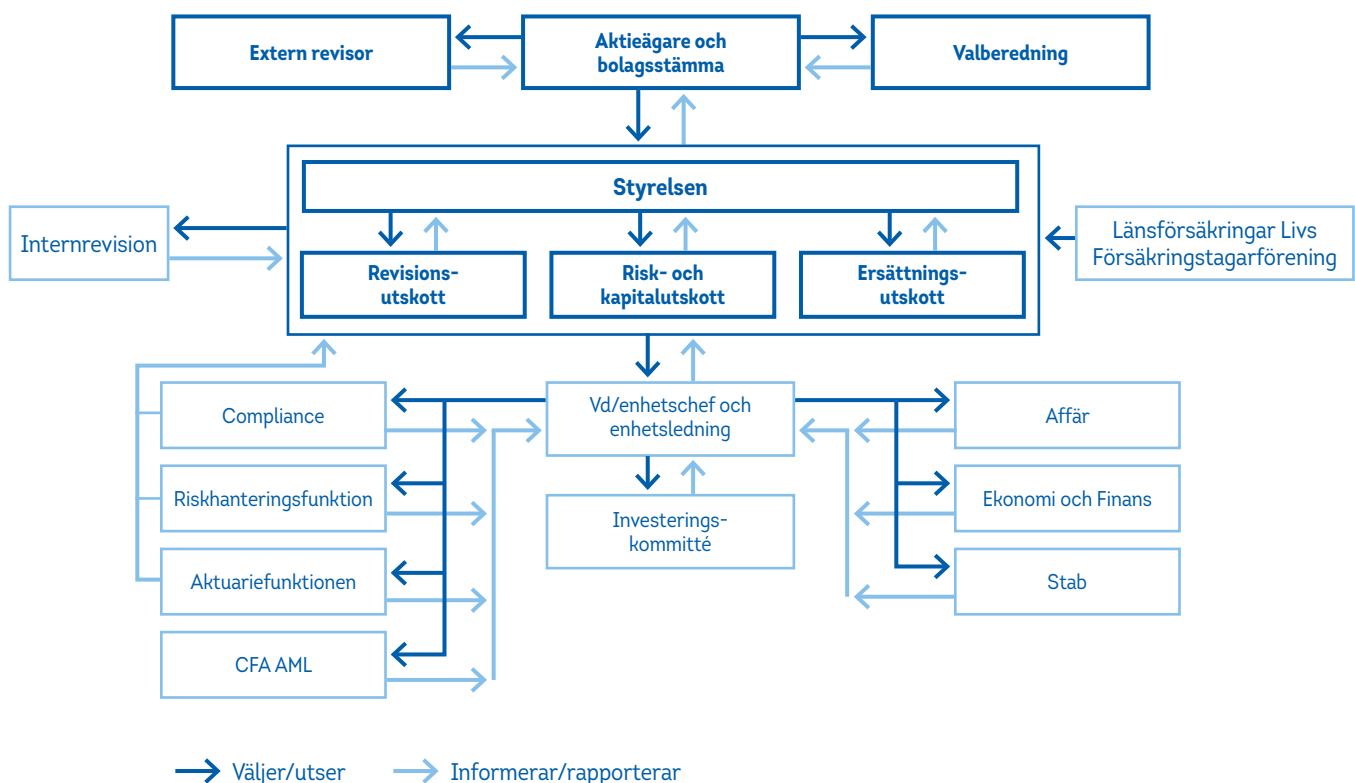 Extern revisor
Aktieägare och
bolagsstämma
Valberedning
Styrelsen
Internrevision
Länsförsäkringar Livs
Försäkringstagarförening
Revisions-
utskott
Risk- och
kapitalutskott
Ersättnings-
utskott
Compliance
Vd/enhetschef och
enhetsledning
Affär
Riskhanteringsfunktion
Investerings-
kommitté
Ekonomi och Finans
Aktuariefunktionen
Stab
CFA AML
Väljer/utser
Informerar/rapporterar